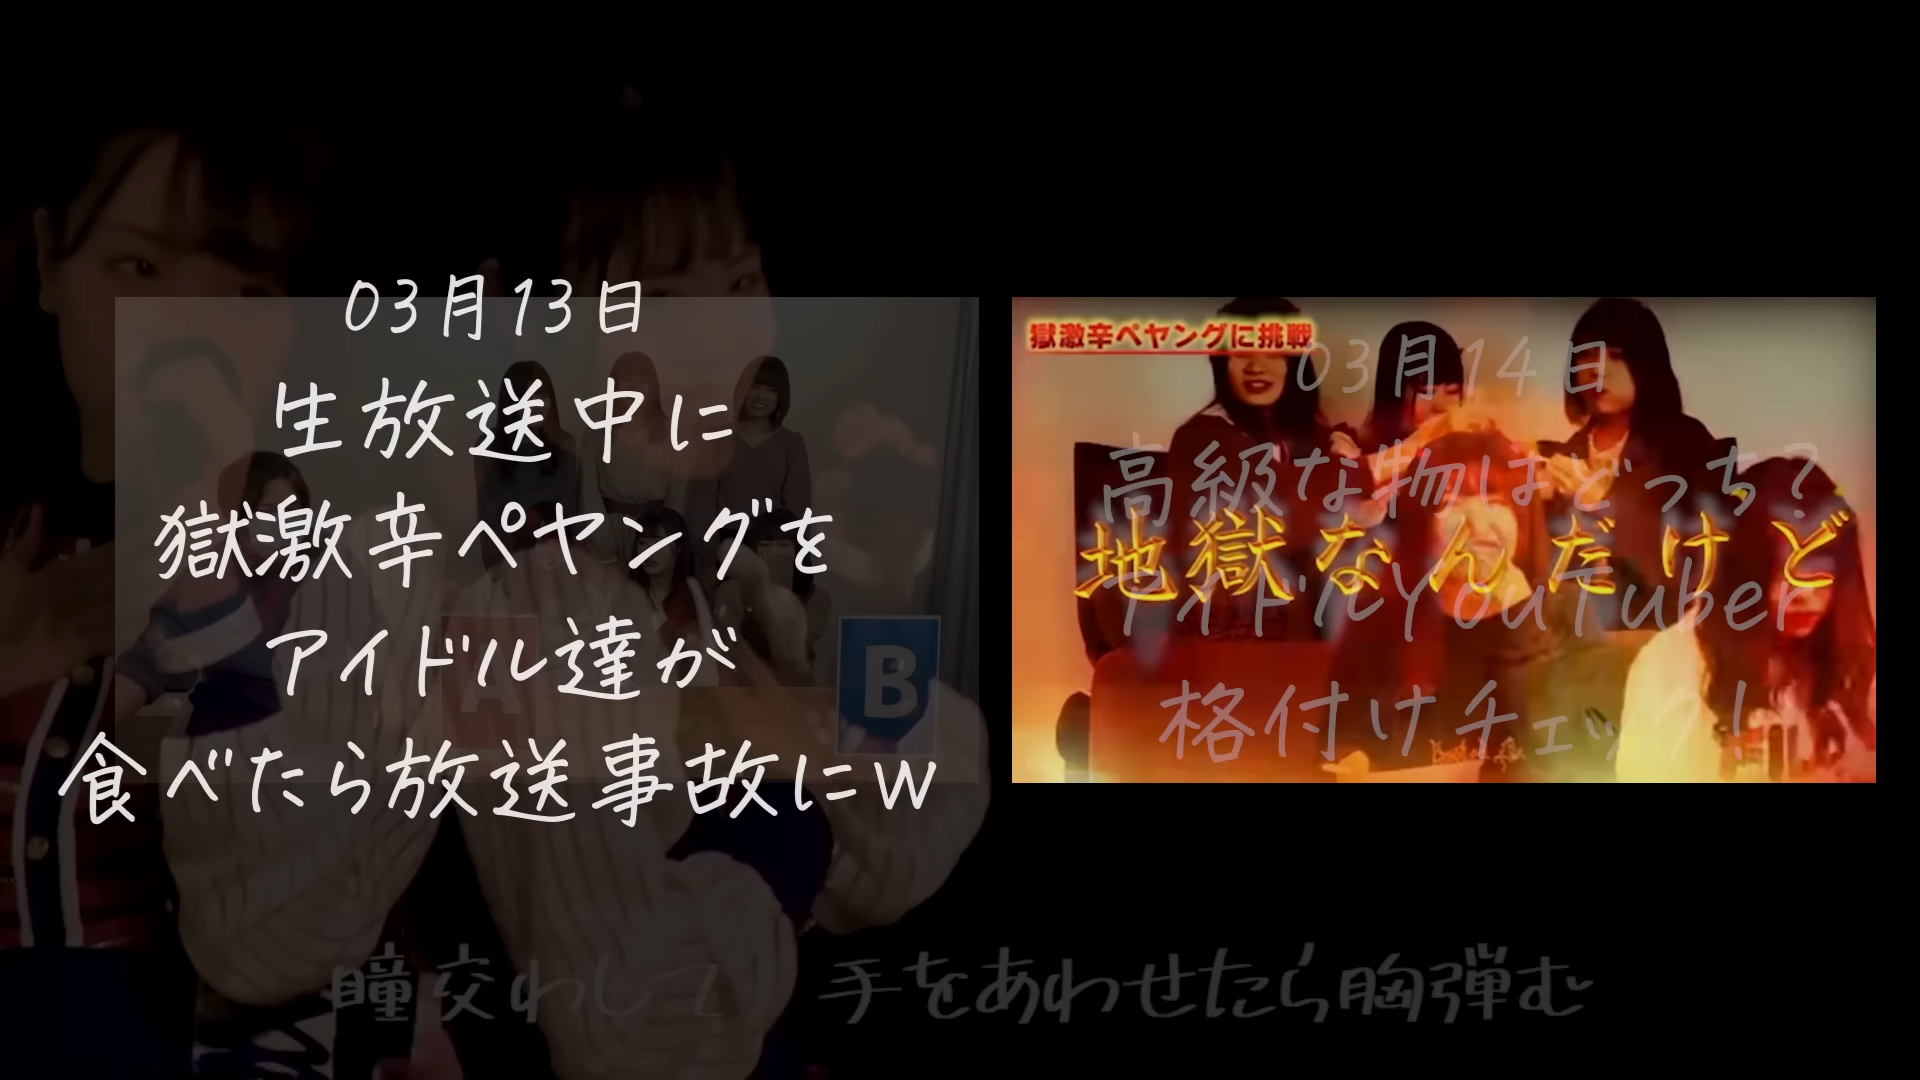 03月13日
生放送中に
獄激辛ペヤングを
アイドル達が
食べたら放送事故にw
A
B
獄激辛ペヤングに挑戦
03月14日
高級な物はどっち?
地獄なんだけど
アイドルYouTuber
格付けチェック!
瞳交わして 手をあわせたら胸弾む